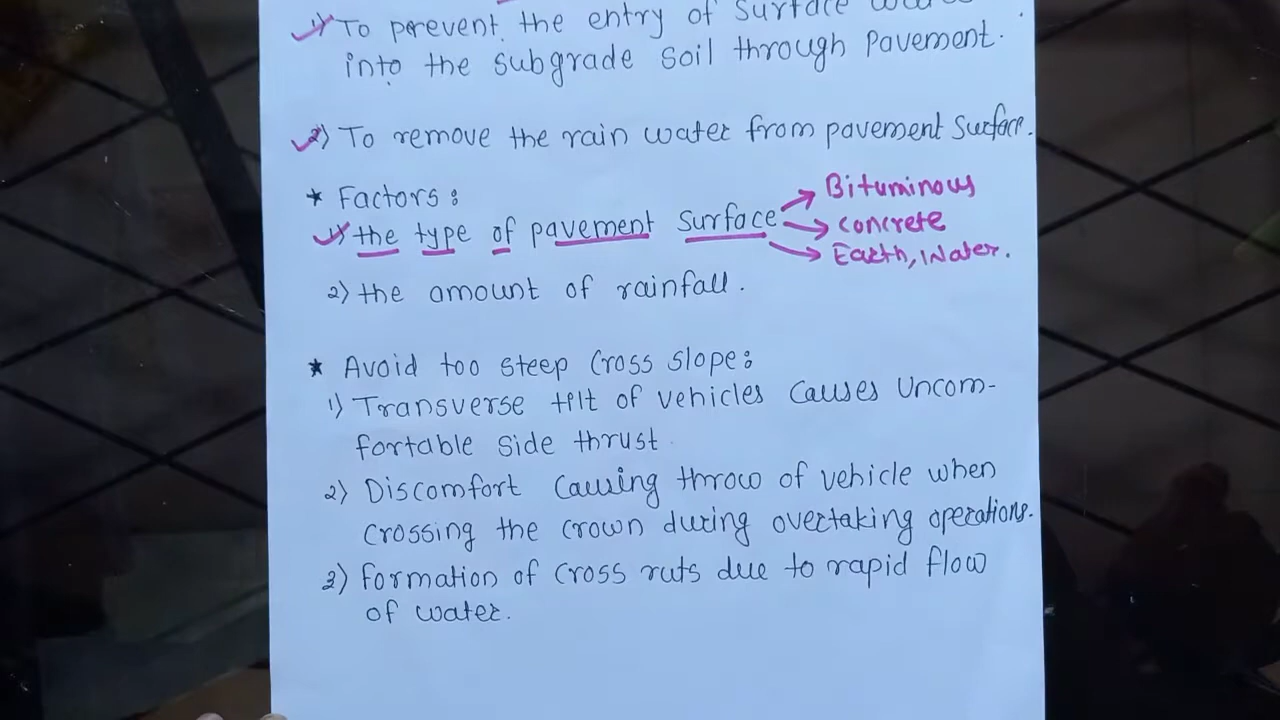 1) To perevent the entry of Surface
into the subgrade soil through pavement.
2) To remove the rain water from pavement Surface.
* Factors:
1) the type of pavement Surface → Bituminous
→ concrete
→ Earth, Water.
2) the amount of rainfall.
* Avoid too steep Cross slope:
1) Transverse tilt of vehicles causes uncom-
fortable side thrust
2) Discomfort causing throw of vehicle when
crossing the crown during overtaking operations.
3) formation of cross ruts due to rapid flow
of water.